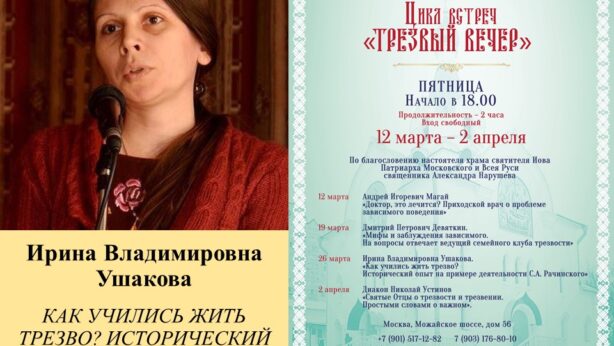 Ирина Владимировна
Ушакова
КАК УЧИЛИСЬ ЖИТЬ
ТРЕЗВО? ИСТОРИЧЕСКИЙ
Цикл встреч
«ТРЕЗВЫЙ ВЕЧЕР»
ПЯТНИЦА
Начало в 18.00
Продолжительность – 2 часа
Вход свободный
12 марта – 2 апреля
По благословению настоятеля храма святителя Иова
Патриарха Московского и Всея Руси
священника Александра Нарушева
12 марта Андрей Игоревич Магай
«Доктор, это лечится? Приходской врач о проблеме
зависимого поведения»
19 марта Дмитрий Петрович Девяткин.
«Мифы и заблуждения зависимого.
На вопросы отвечает ведущий семейного клуба трезвости»
26 марта Ирина Владимировна Ушакова.
«Как учились жить трезво?
Исторический опыт на примере деятельности С.А. Рачинского»
2 апреля Диакон Николай Устинов
«Святые Отцы о трезвости и трезвении.
Простыми словами о важном».
Москва, Можайское шоссе, дом 56
+7 (901) 517-12-82 +7 (903) 176-80-10